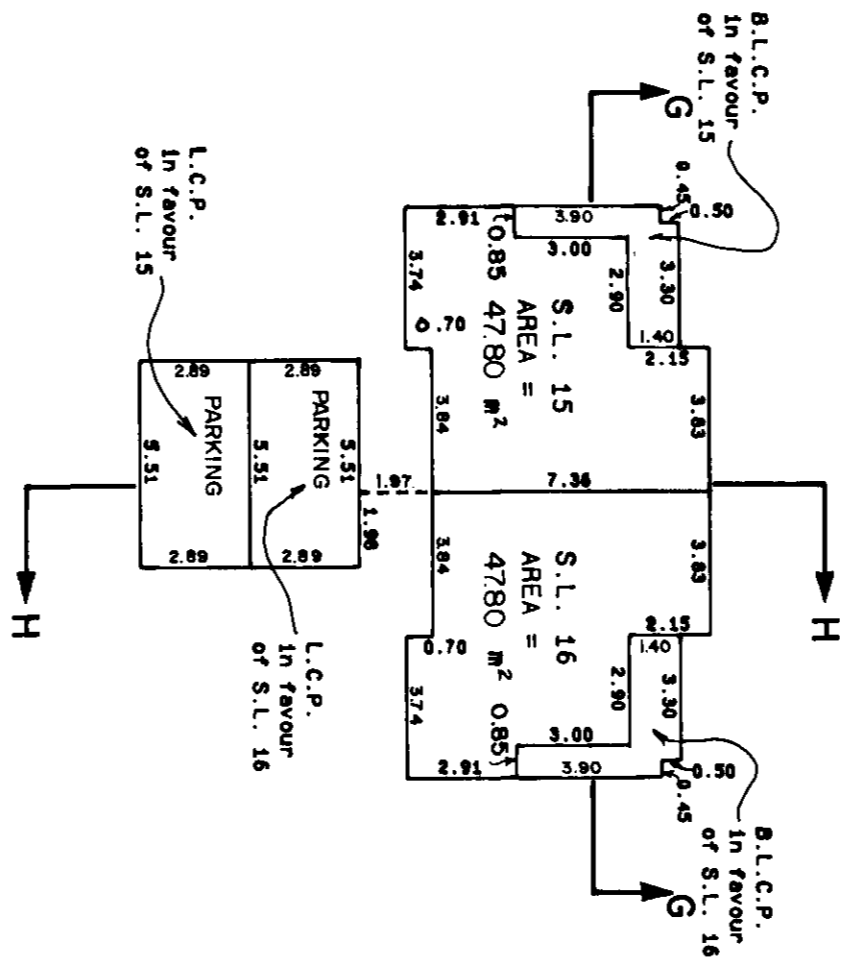 B.L.C.P.
in favour
of S.L. 15
G
0.45
0.50
L.C.P.
in favour
of S.L. 15
2.91
3.90
0.85
3.00
3.30
2.90
3.74
0.70
1.40
2.15
S.L. 15
AREA =
47.80 m²
3.84
3.83
2.89
2.89
PARKING
PARKING
5.51
5.51
5.51
2.89
2.89
1.97
1.98
7.36
H
H
3.84
3.83
S.L. 16
AREA =
47.80 m²
2.15
1.40
0.70
3.74
2.90
3.30
3.00
0.85
2.91
3.90
0.50
0.45
L.C.P.
in favour
of S.L. 16
B.L.C.P.
in favour
of S.L. 16
G